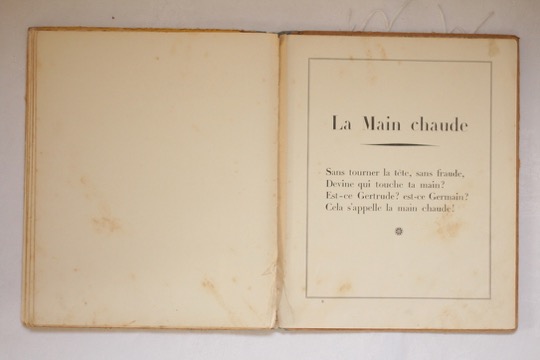 La Main chaude
Sans tourner la tête, sans fraude,
Devine qui touche ta main?
Est-ce Gertrude? est-ce Germain?
Cela s'appelle la main chaude!